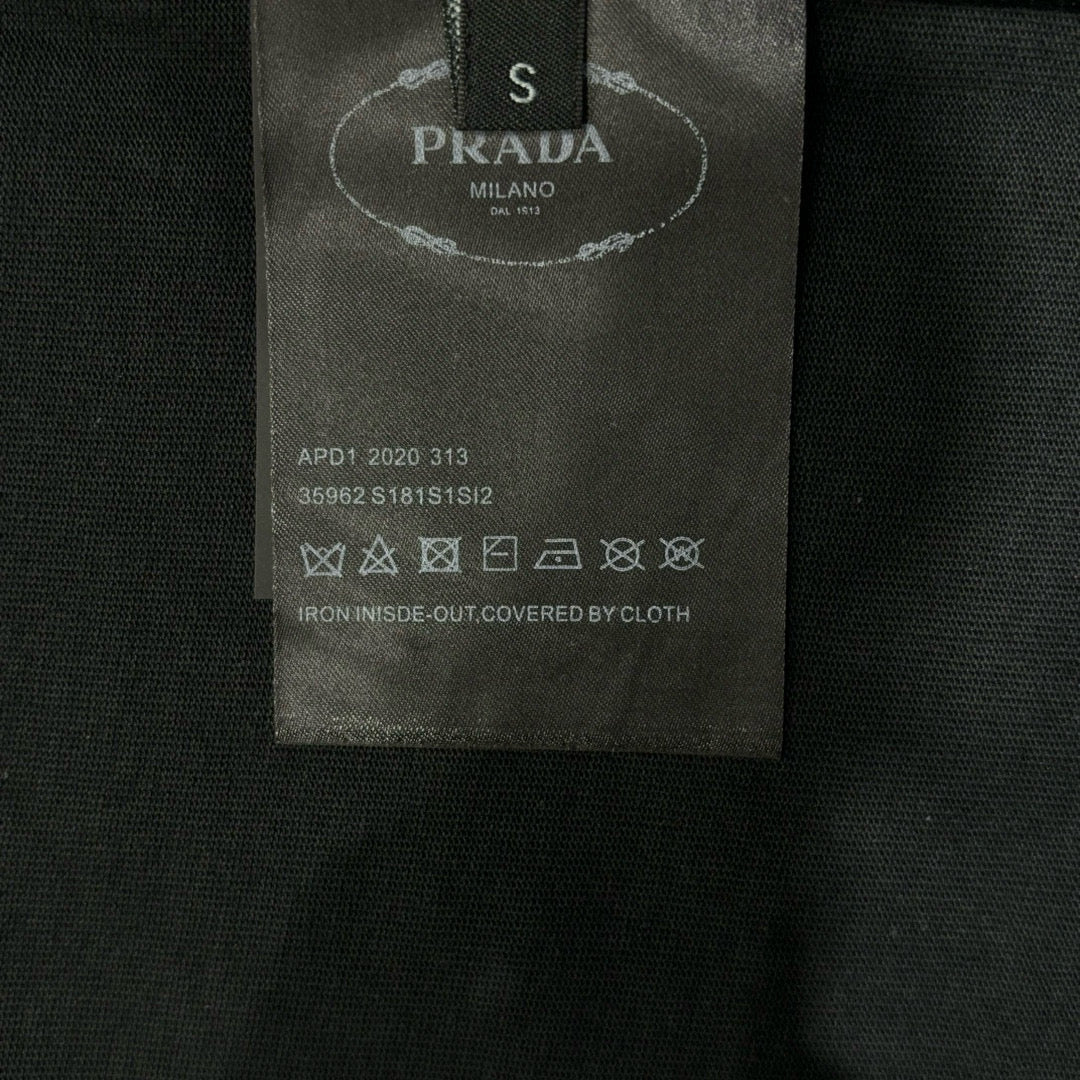 S
PRADA
MILANO
DAL 1913
APD1 2020 313
35962 S181S1SI2
IRON INISDE-OUT,COVERED BY CLOTH